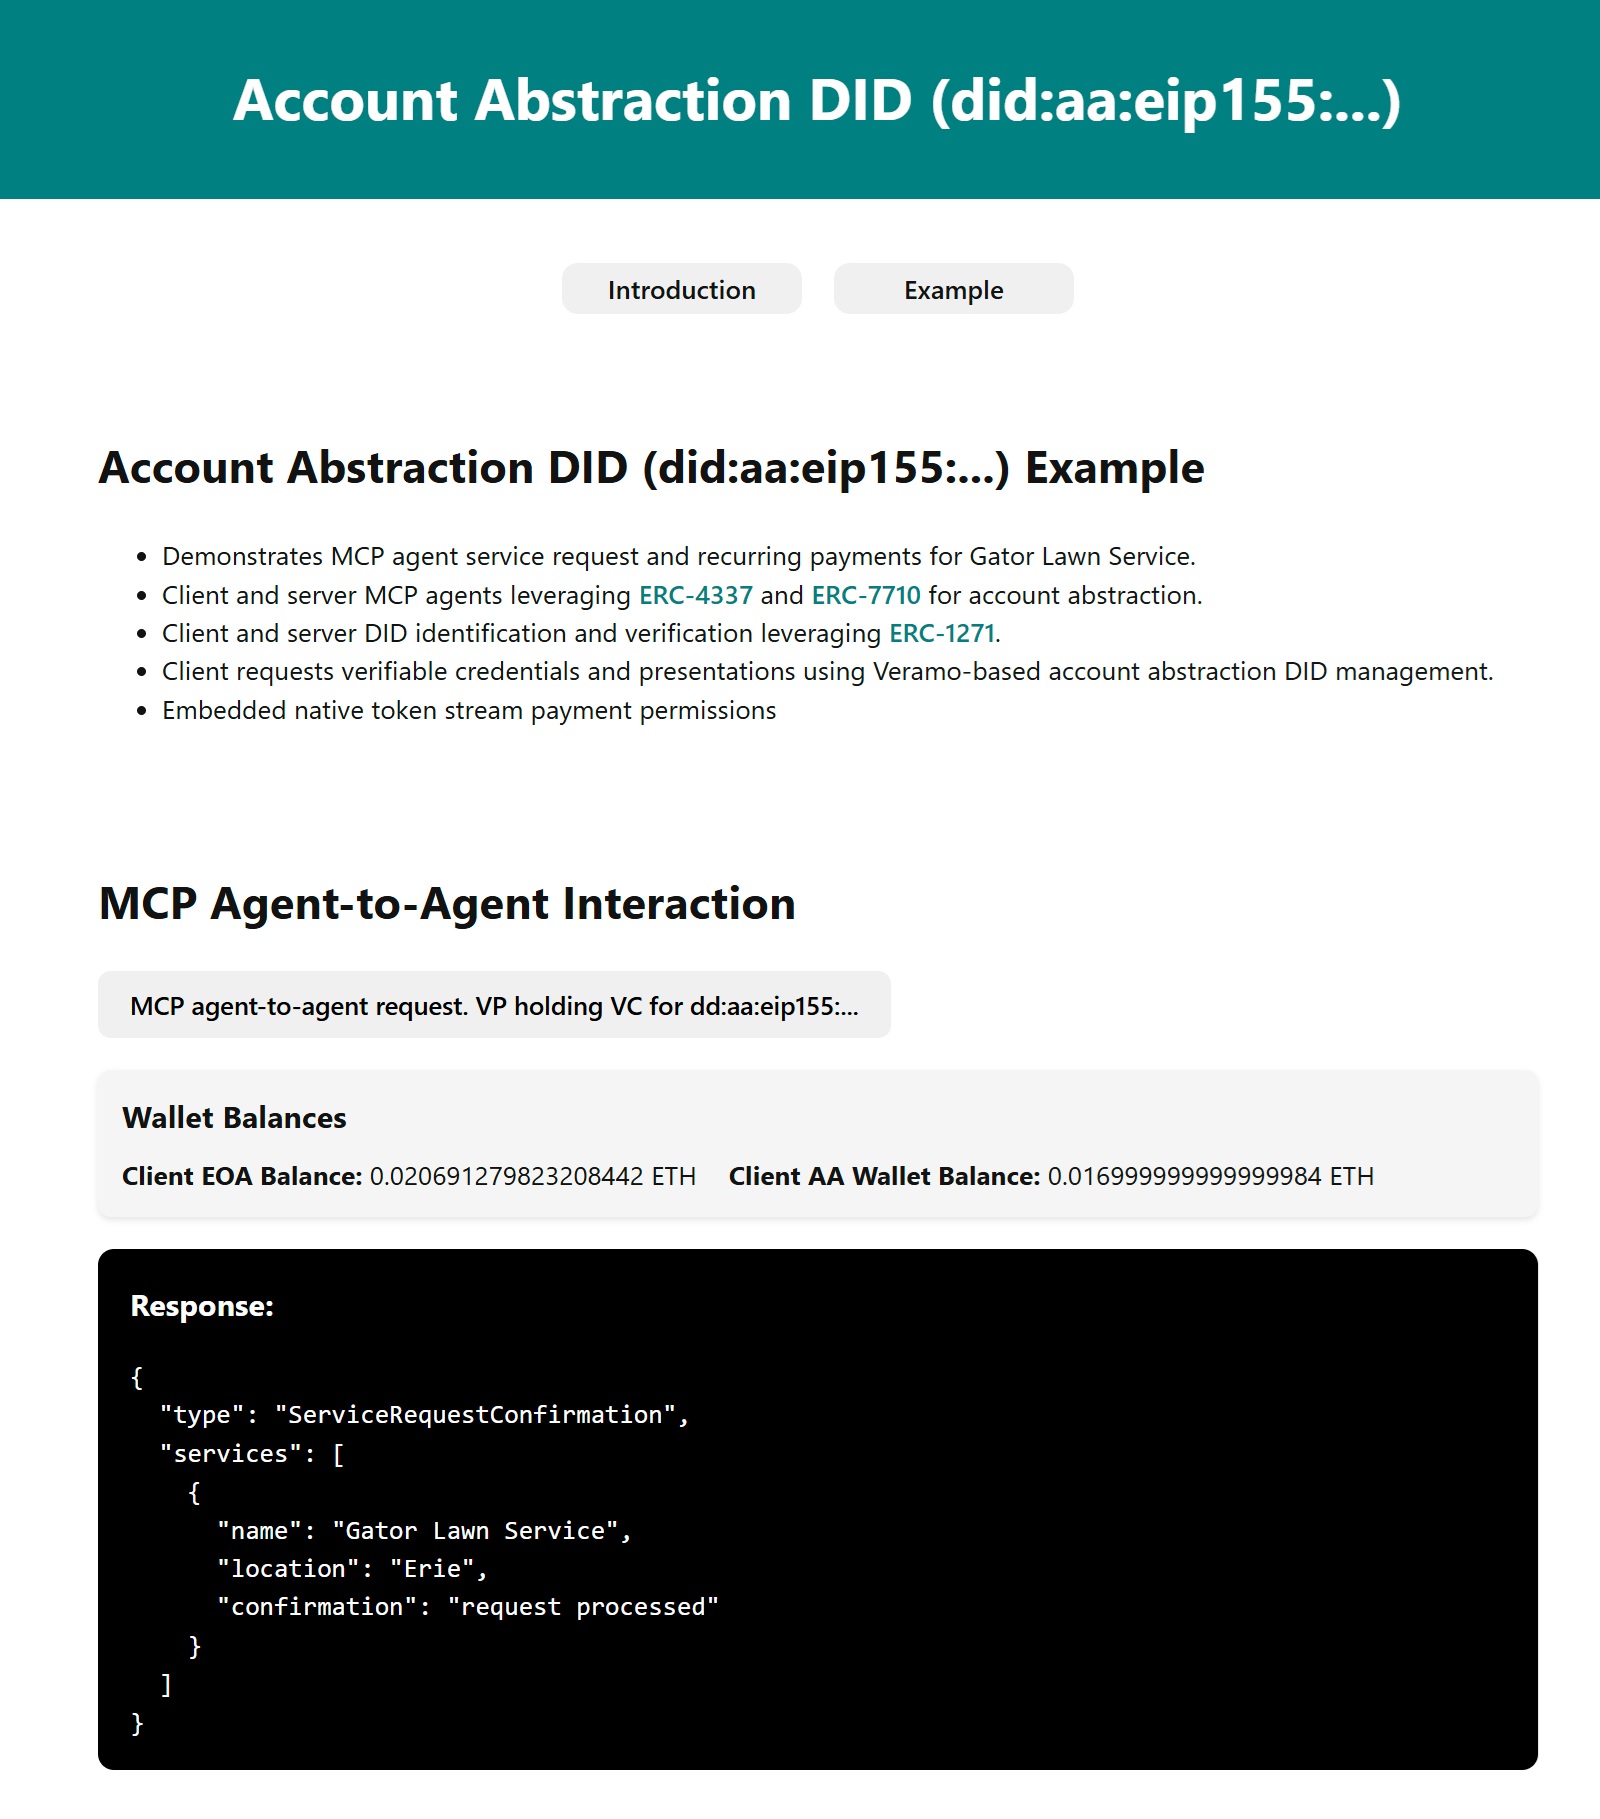 Account Abstraction DID (did:aa:eip155:...)
Introduction
Example
Account Abstraction DID (did:aa:eip155:...) Example
• Demonstrates MCP agent service request and recurring payments for Gator Lawn Service.
• Client and server MCP agents leveraging ERC-4337 and ERC-7710 for account abstraction.
• Client and server DID identification and verification leveraging ERC-1271.
• Client requests verifiable credentials and presentations using Veramo-based account abstraction DID management.
• Embedded native token stream payment permissions
MCP Agent-to-Agent Interaction
MCP agent-to-agent request. VP holding VC for dd:aa:eip155:...
Wallet Balances
Client EOA Balance: 0.020691279823208442 ETH Client AA Wallet Balance: 0.016999999999999984 ETH
Response:
{
  "type": "ServiceRequestConfirmation",
  "services": [
    {
      "name": "Gator Lawn Service",
      "location": "Erie",
      "confirmation": "request processed"
    }
  ]
}